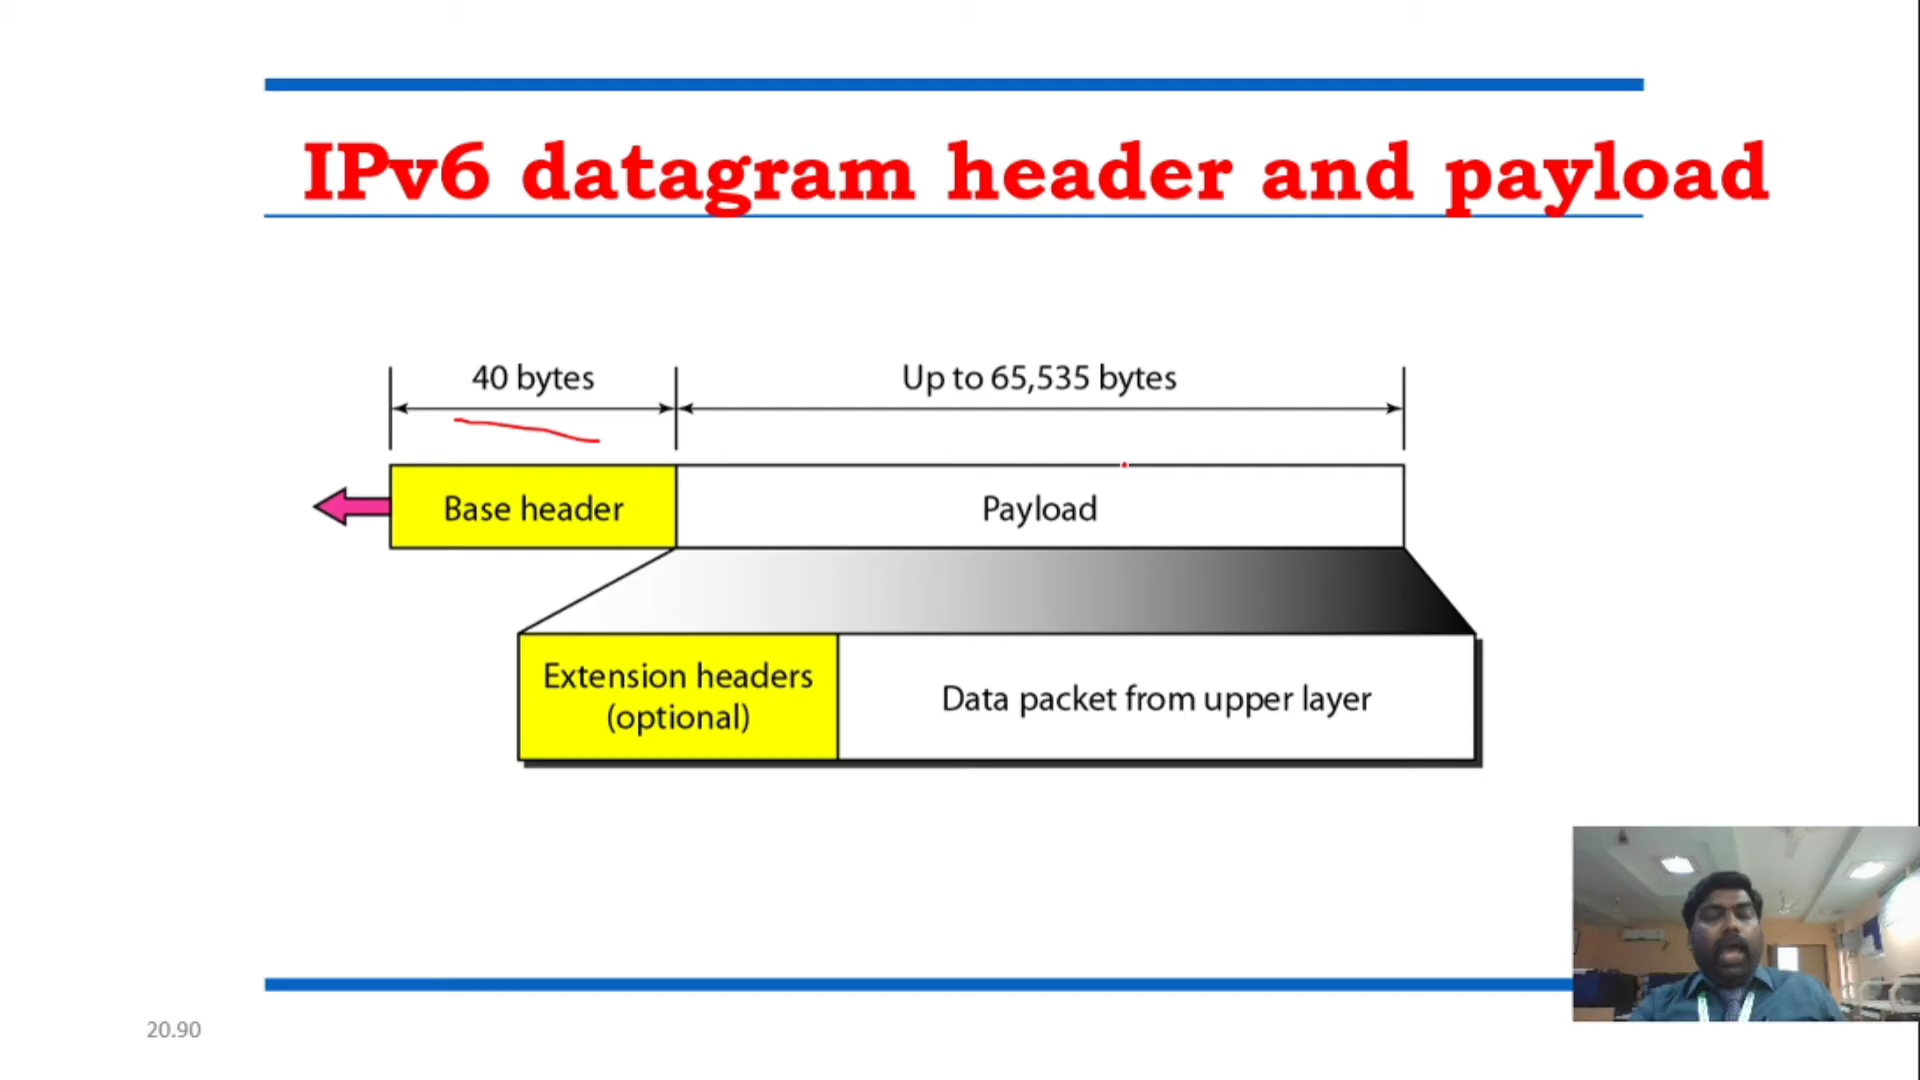 IPv6 datagram header and payload
40 bytes
Up to 65,535 bytes
Base header
Payload
Extension headers
(optional)
Data packet from upper layer
20.90